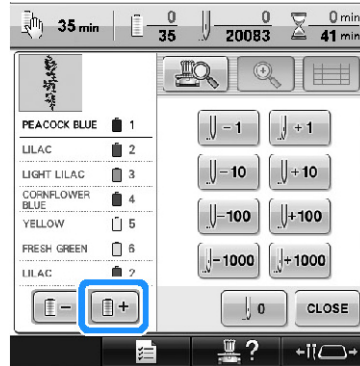 35 min 0 0 0 min
35 20083 41 min
PEACOCK BLUE 1
LILAC 2
LIGHT LILAC 3
CORNFLOWER
BLUE 4
YELLOW 5
FRESH GREEN 6
LILAC 2
-1 +1
-10 +10
-100 +100
-1000 +1000
- + 0 CLOSE
?